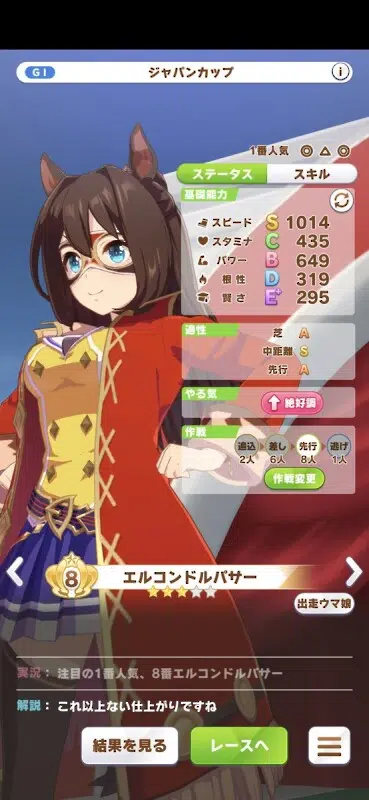 G I
ジャパンカップ
i
1番人気 ◎ △ ◎
ステータス スキル
基礎能力
スピード S 1014
スタミナ C 435
パワー B 649
根性 D 319
賢さ E+ 295
適性
芝 A
中距離 S
先行 A
やる気
絶好調
作戦
追込 差し 先行 逃げ
2人 6人 8人 1人
作戦変更
8 エルコンドルパサー
出走ウマ娘
実況： 注目の1番人気、8番エルコンドルパサー
解説： これ以上ない仕上がりですね
結果を見る レースへ